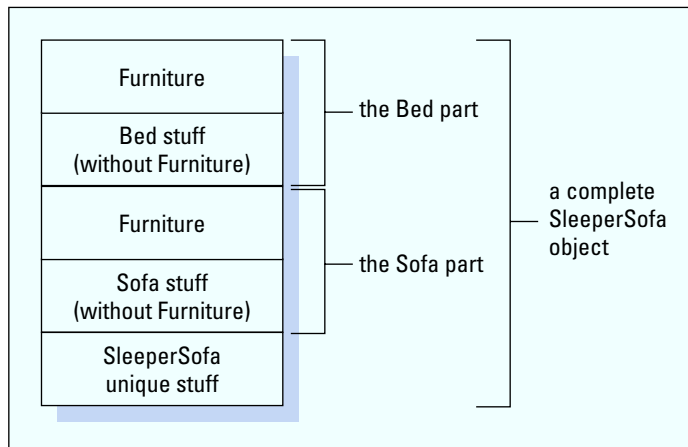 Furniture
Bed stuff
(without Furniture)
Furniture
Sofa stuff
(without Furniture)
SleeperSofa
unique stuff
the Bed part
the Sofa part
a complete
SleeperSofa
object